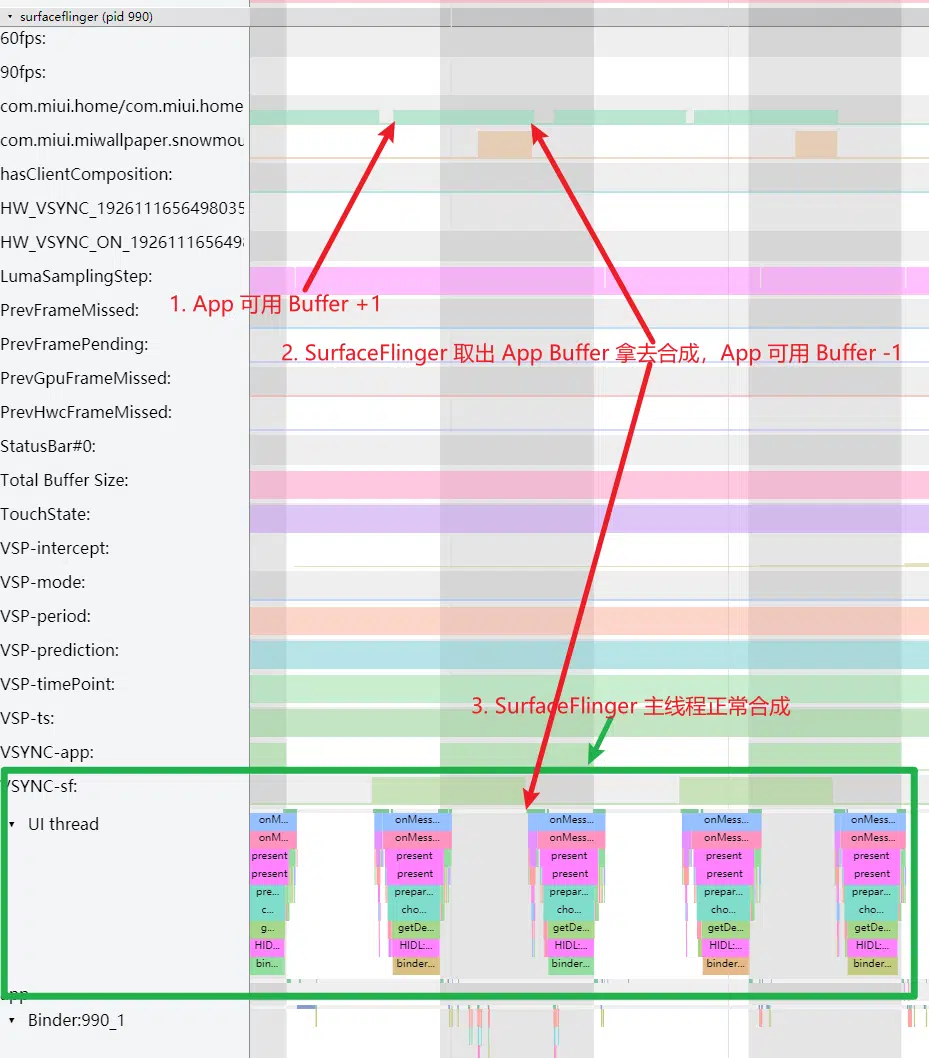 surfaceflinger (pid 990)
60fps:
90fps:
com.miui.home/com.miui.home
com.miui.miwallpaper.snowmou
hasClientComposition:
HW_VSYNC_1926111656498035
HW_VSYNC_ON_192611165649
LumaSamplingStep:
1. App 可用 Buffer +1
PrevFrameMissed:
PrevFramePending:
2. SurfaceFlinger 取出 App Buffer 拿去合成，App 可用 Buffer -1
PrevGpuFrameMissed:
PrevHwcFrameMissed:
StatusBar#0:
Total Buffer Size:
TouchState:
VSP-intercept:
VSP-mode:
VSP-period:
VSP-prediction:
VSP-timePoint:
3. SurfaceFlinger 主线程正常合成
VSP-ts:
VSYNC-app:
VSYNC-sf:
UI thread
onM... onMess... onMess... onMess... onMess...
onM... onMess... onMess... onMess... onMess...
present present present present present
present present present present present
pre... prepar... prepar... prepar... prepar...
c... cho... cho... cho... cho...
g... getDe... getDe... getDe... getDe...
HID... HIDL:... HIDL:... HIDL:... HIDL:...
bin... binder... binder... binder... binder...
app
Binder:990_1